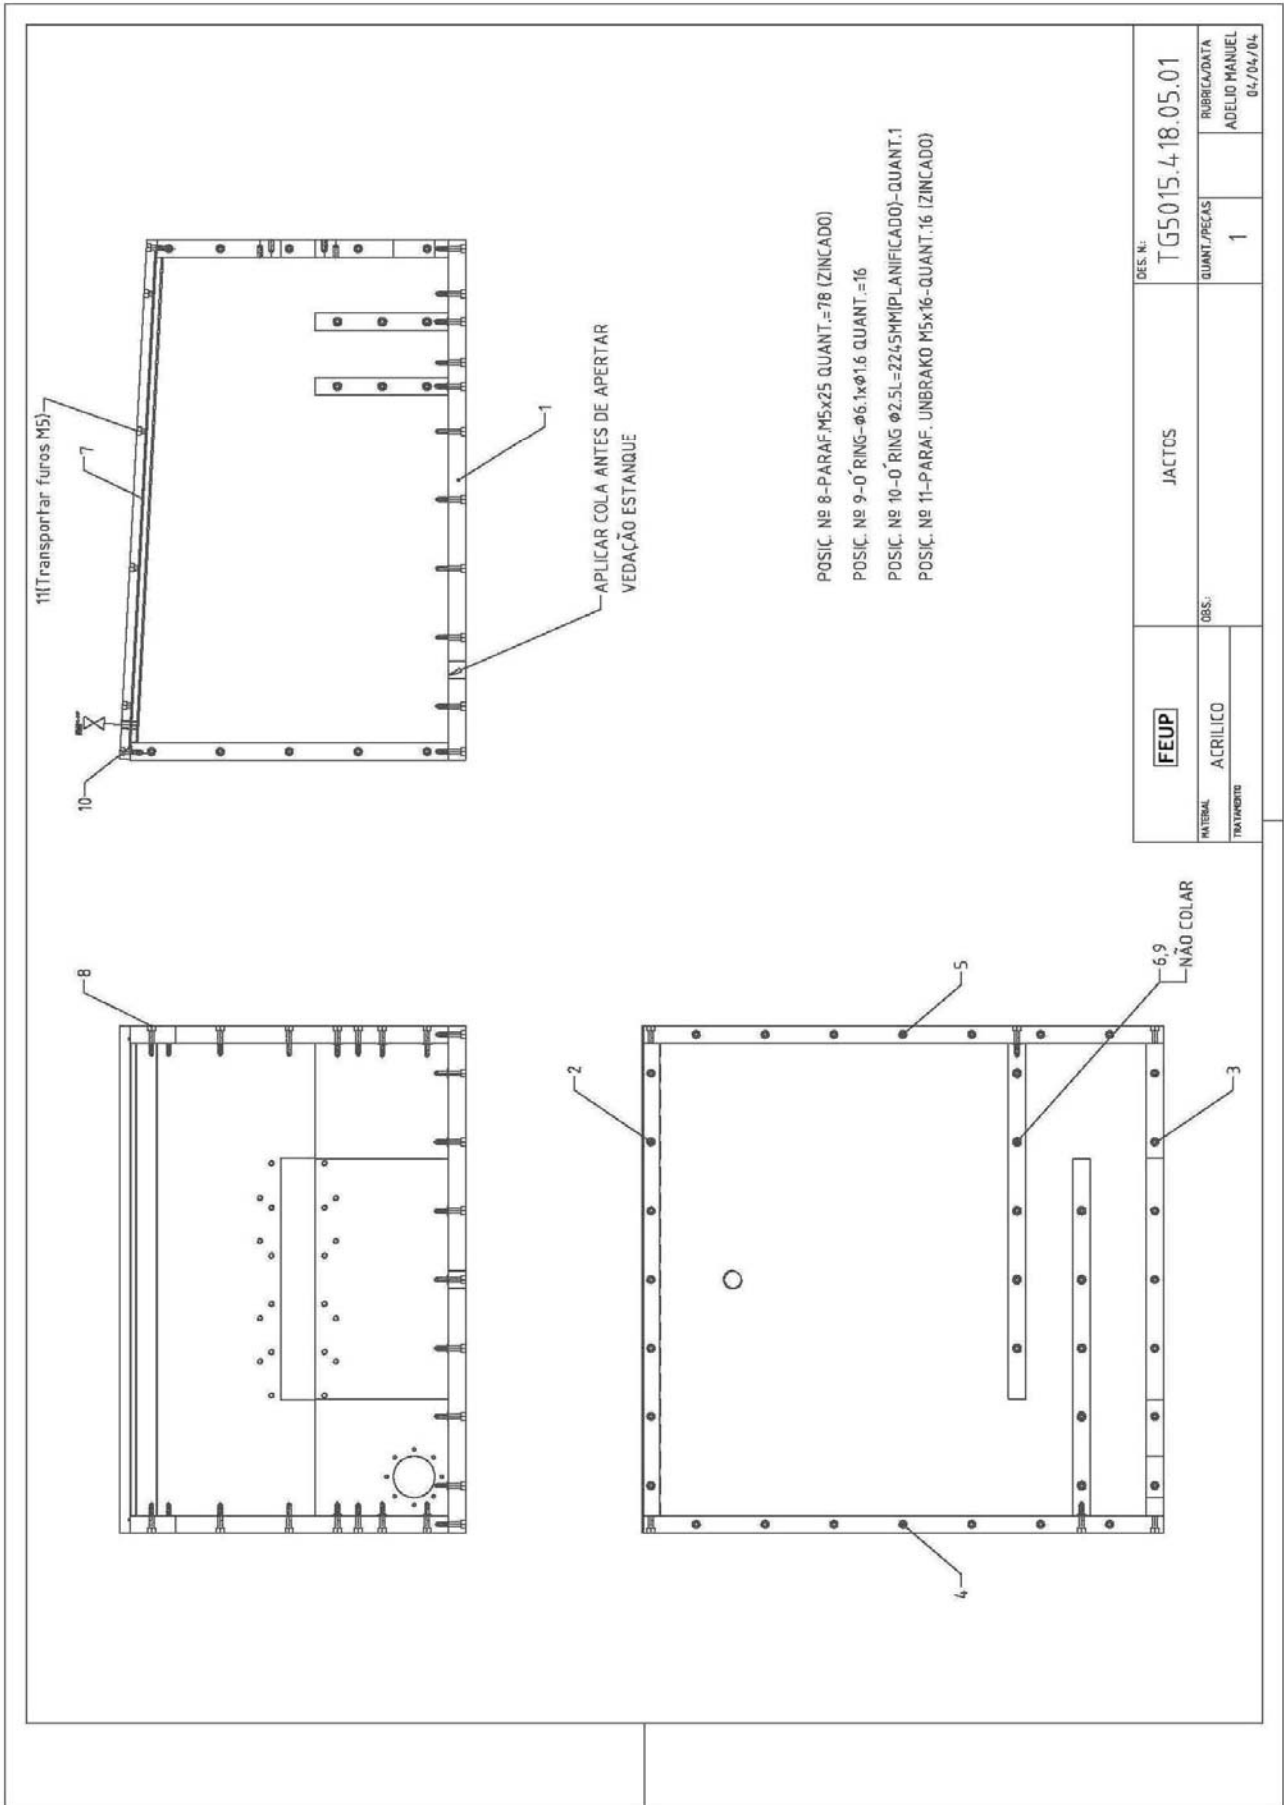 11(Transportar furos M5)
7
10
1
APLICAR COLA ANTES DE APERTAR
VEDAÇÃO ESTANQUE
8
2
5
4
3
6,9
NÃO COLAR
POSIÇ. Nº 8-PARAF.M5x25 QUANT.=78 (ZINCADO)
POSIÇ. Nº 9-O´RING-Φ6.1xΦ1.6 QUANT.=16
POSIÇ. Nº 10-O´RING Φ2.5L=2245MM(PLANIFICADO)-QUANT.1
POSIÇ. Nº 11-PARAF. UNBRAKO M5x16-QUANT.16 (ZINCADO)
FEUP
JACTOS
DES. N.:
TG5015.418.05.01
MATERIAL
ACRILICO
TRATAMENTO
OBS.:
QUANT./PEÇAS
1
RUBRICA/DATA
ADELIO MANUEL
04/04/04